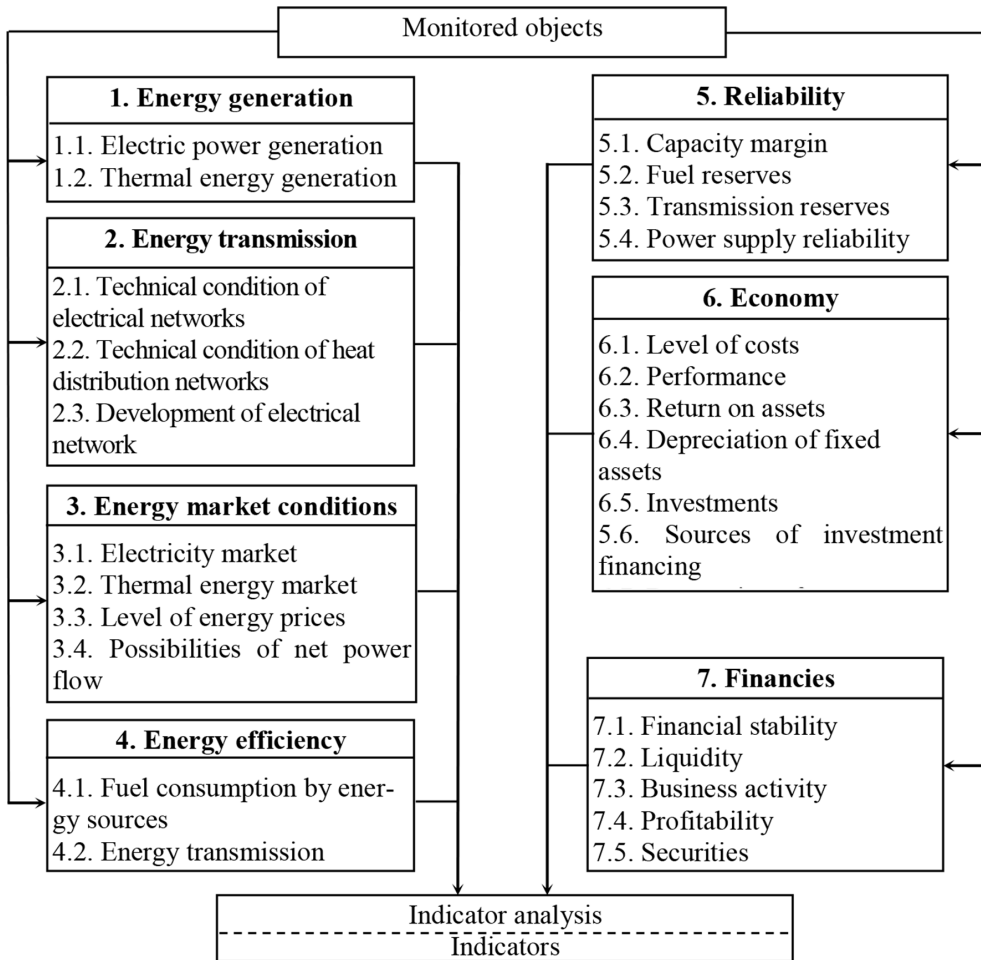 Monitored objects
1. Energy generation
1.1. Electric power generation
1.2. Thermal energy generation
2. Energy transmission
2.1. Technical condition of
electrical networks
2.2. Technical condition of heat
distribution networks
2.3. Development of electrical
network
3. Energy market conditions
3.1. Electricity market
3.2. Thermal energy market
3.3. Level of energy prices
3.4. Possibilities of net power
flow
4. Energy efficiency
4.1. Fuel consumption by ener-
gy sources
4.2. Energy transmission
5. Reliability
5.1. Capacity margin
5.2. Fuel reserves
5.3. Transmission reserves
5.4. Power supply reliability
6. Economy
6.1. Level of costs
6.2. Performance
6.3. Return on assets
6.4. Depreciation of fixed
assets
6.5. Investments
5.6. Sources of investment
financing
7. Financies
7.1. Financial stability
7.2. Liquidity
7.3. Business activity
7.4. Profitability
7.5. Securities
Indicator analysis
Indicators